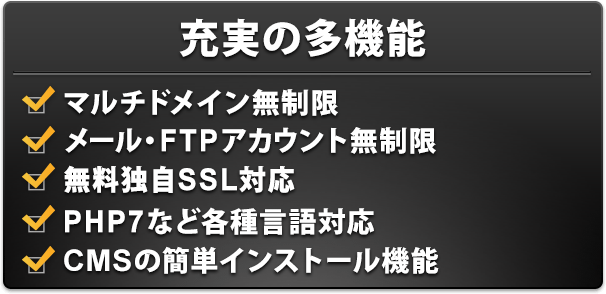 充実の多機能
マルチドメイン無制限
メール・FTPアカウント無制限
無料独自SSL対応
PHP7など各種言語対応
CMSの簡単インストール機能